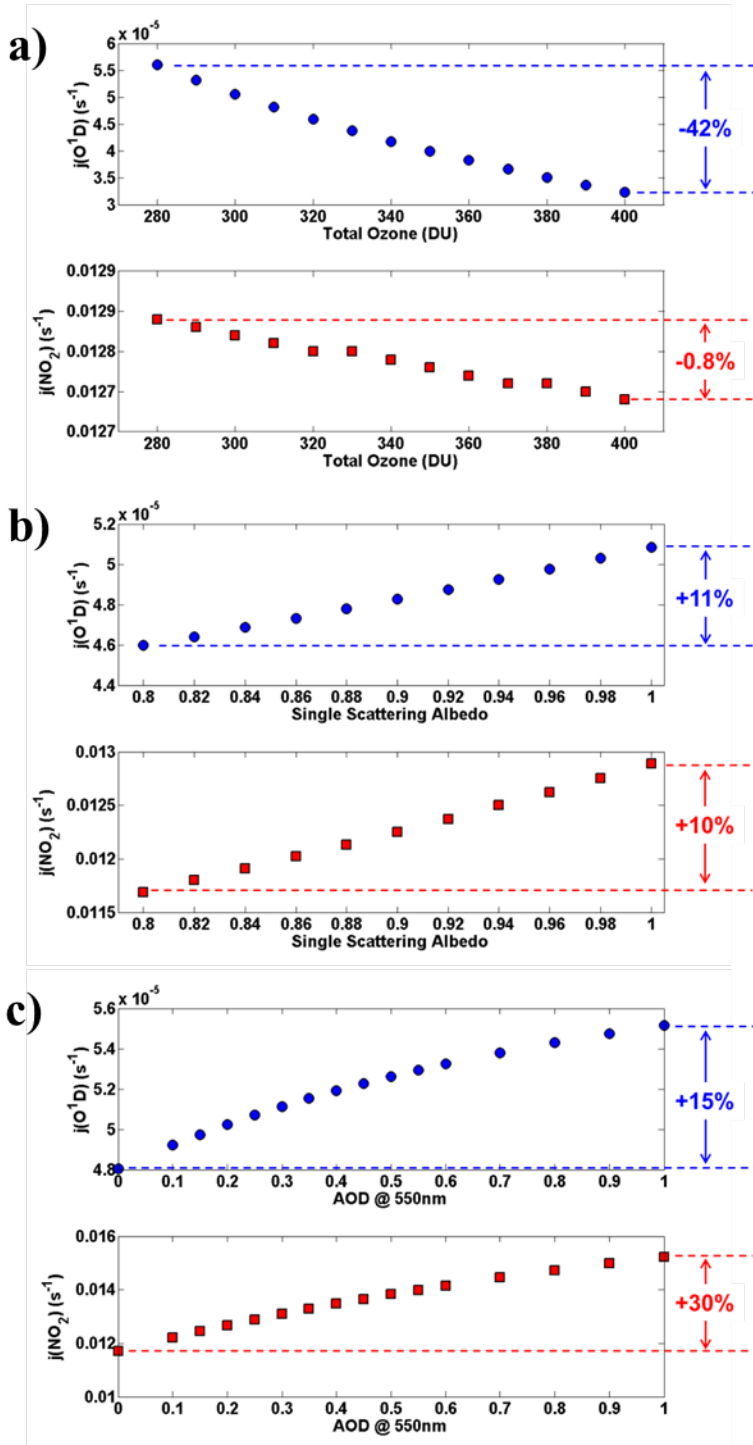 a)
x 10⁻⁵
6
5.5
5
4.5
4
3.5
3
j(O¹D) (s⁻¹)
280 300 320 340 360 380 400
Total Ozone (DU)
-42%
0.0129
0.0129
0.0128
0.0127
0.0127
j(NO₂) (s⁻¹)
280 300 320 340 360 380 400
Total Ozone (DU)
-0.8%
b)
x 10⁻⁵
5.2
5
4.8
4.6
4.4
j(O¹D) (s⁻¹)
0.8 0.82 0.84 0.86 0.88 0.9 0.92 0.94 0.96 0.98 1
Single Scattering Albedo
+11%
0.013
0.0125
0.012
0.0115
j(NO₂) (s⁻¹)
0.8 0.82 0.84 0.86 0.88 0.9 0.92 0.94 0.96 0.98 1
Single Scattering Albedo
+10%
c)
x 10⁻⁵
5.6
5.4
5.2
5
4.8
j(O¹D) (s⁻¹)
0 0.1 0.2 0.3 0.4 0.5 0.6 0.7 0.8 0.9 1
AOD @ 550nm
+15%
0.016
0.014
0.012
0.01
j(NO₂) (s⁻¹)
0 0.1 0.2 0.3 0.4 0.5 0.6 0.7 0.8 0.9 1
AOD @ 550nm
+30%